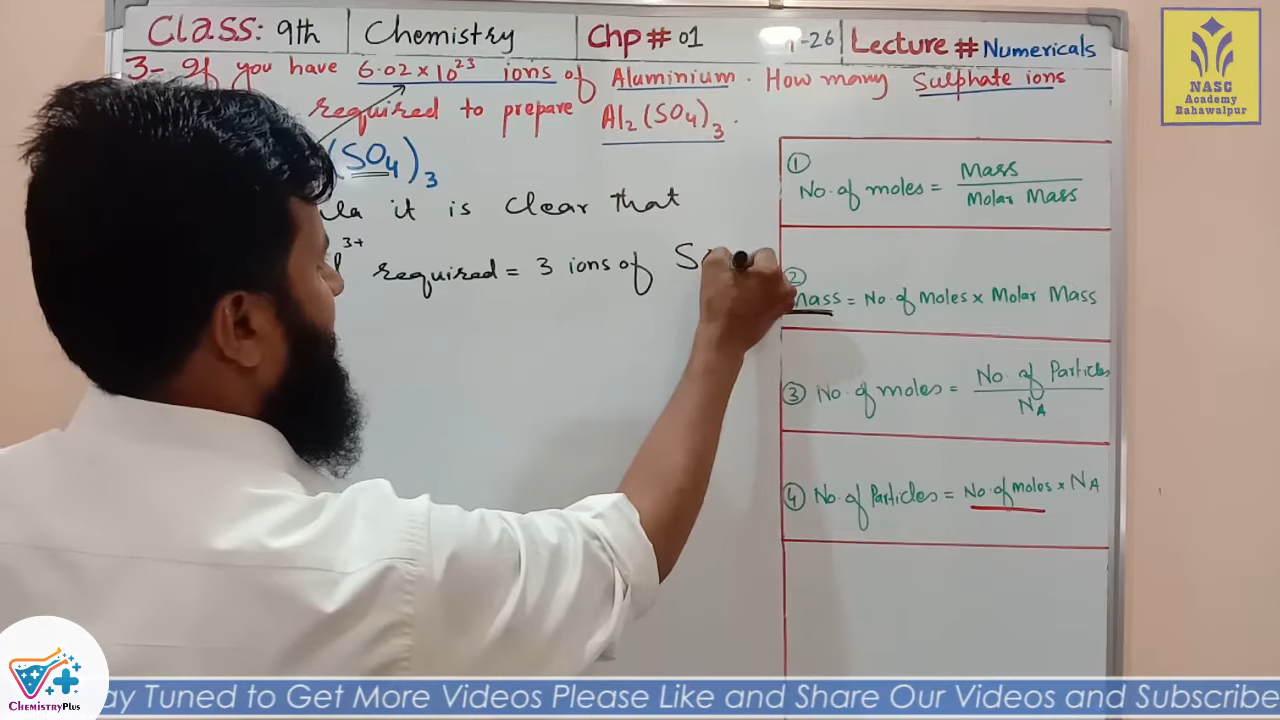 Class: 9th Chemistry Chp # 01 -26 Lecture # Numericals
3- If you have 6.02 × 10²³ ions of Aluminium. How many Sulphate ions
required to prepare Al₂(SO₄)₃.
(SO₄)₃
it is clear that
3+ required = 3 ions of
① No. of moles = Mass / Molar Mass
② Mass = No. of Moles × Molar Mass
③ No. of moles = No. of Particles / NA
④ No. of Particles = No. of moles × NA
NASG
Academy
Bahawalpur
ChemistryPlus
ay Tuned to Get More Videos Please Like and Share Our Videos and Subscribe